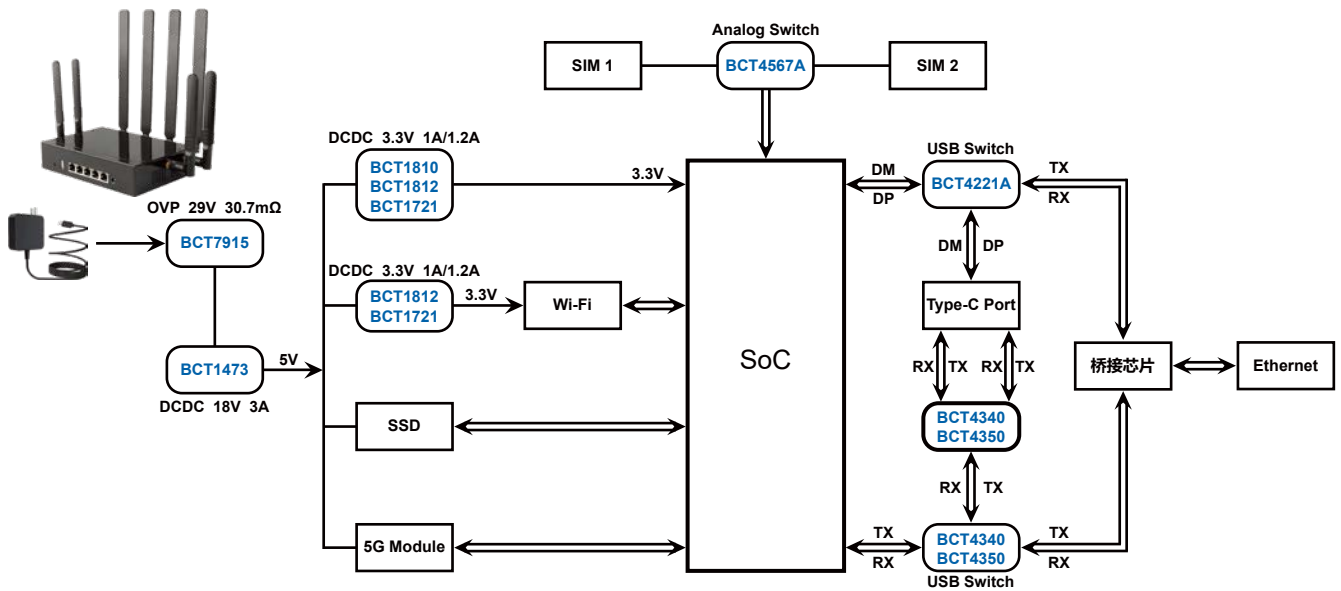 Analog Switch
SIM 1
BCT4567A
SIM 2
DCDC 3.3V 1A/1.2A
BCT1810
BCT1812
BCT1721
3.3V
OVP 29V 30.7mΩ
BCT7915
DCDC 3.3V 1A/1.2A
BCT1812
BCT1721
3.3V
Wi-Fi
BCT1473
5V
DCDC 18V 3A
SSD
5G Module
SoC
DM
DP
USB Switch
BCT4221A
TX
RX
DM DP
Type-C Port
RX TX
RX TX
桥接芯片
Ethernet
BCT4340
BCT4350
RX TX
TX
RX
BCT4340
BCT4350
USB Switch
TX
RX